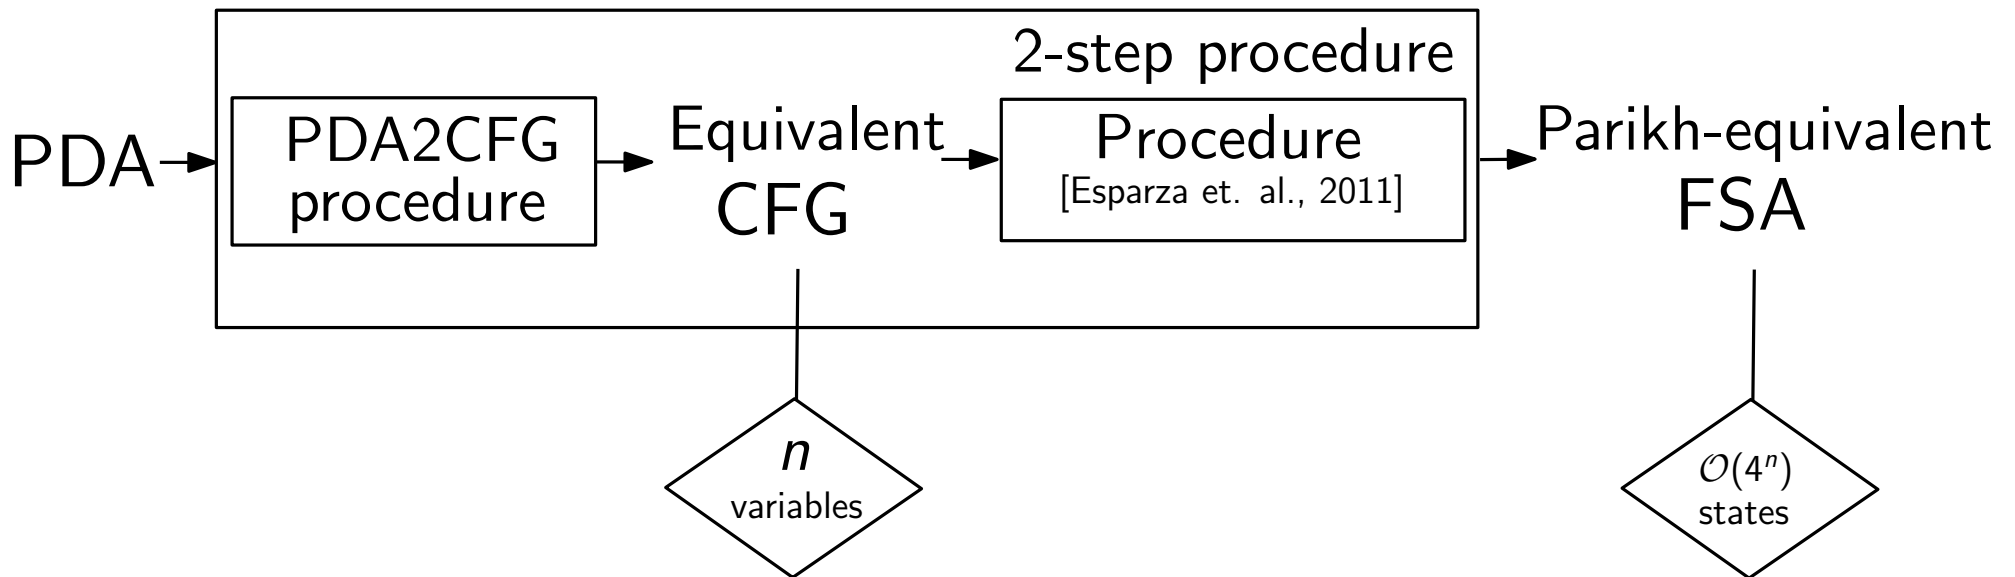 2-step procedure
PDA
PDA2CFG
procedure
Equivalent
CFG
Procedure
[Esparza et. al., 2011]
Parikh-equivalent
FSA
n
variables
𝒪(4ⁿ)
states